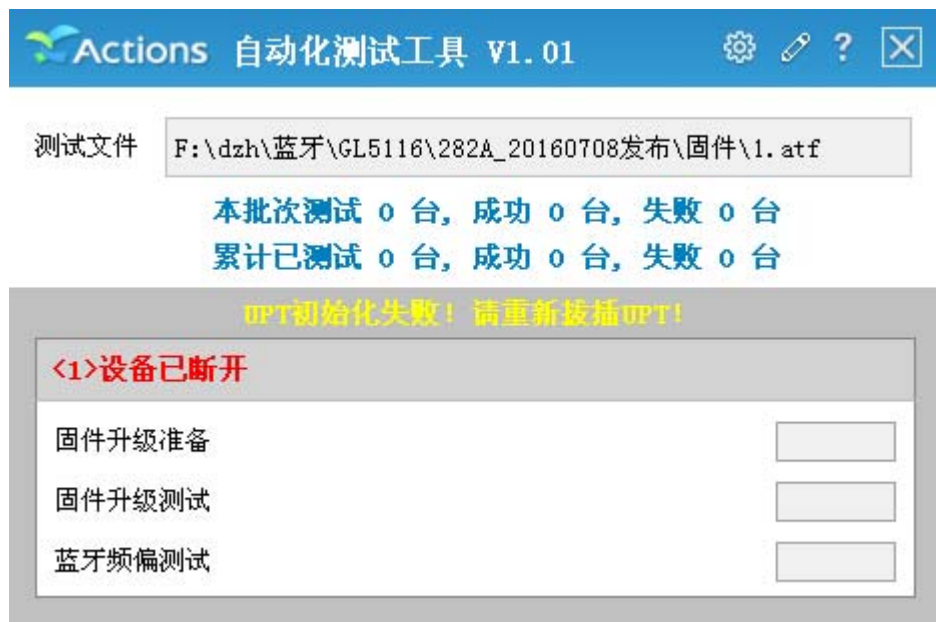 Actions 自动化测试工具 V1.01 ?
测试文件 F:\dzh\蓝牙\GL5116\282A_20160708发布\固件\1.atf
本批次测试 0 台, 成功 0 台, 失败 0 台
累计已测试 0 台, 成功 0 台, 失败 0 台
UPT初始化失败! 请重新拔插UPT!
<1>设备已断开
固件升级准备
固件升级测试
蓝牙频偏测试